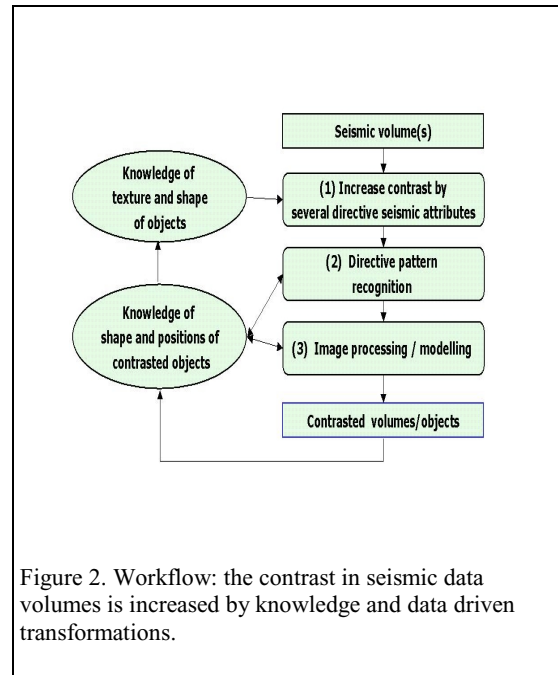 Seismic volume(s)
Knowledge of
texture and shape
of objects
(1) Increase contrast by
several directive seismic attributes
(2) Directive pattern
recognition
Knowledge of
shape and positions of
contrasted objects
(3) Image processing / modelling
Contrasted volumes/objects
Figure 2. Workflow: the contrast in seismic data
volumes is increased by knowledge and data driven
transformations.